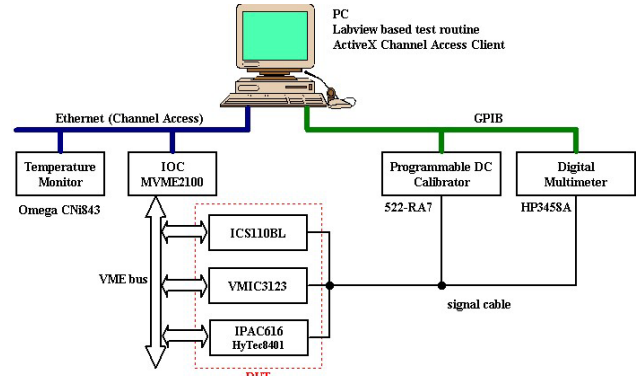 PC
Labview based test routine
ActiveX Channel Access Client
Ethernet (Channel Access)
GPIB
Temperature
Monitor
IOC
MVME2100
Programmable DC
Calibrator
Digital
Multimeter
Omega CNi843
522-RA7
HP3458A
ICS110BL
VME bus
VMIC3123
signal cable
IPAC616
HyTec8401
DUT